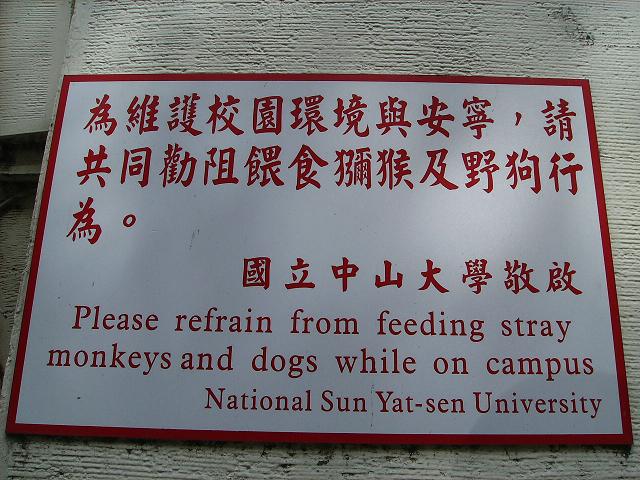 為維護校園環境與安寧，請
共同勸阻餵食獼猴及野狗行
為。
國立中山大學敬啟
Please refrain from feeding stray
monkeys and dogs while on campus
National Sun Yat-sen University